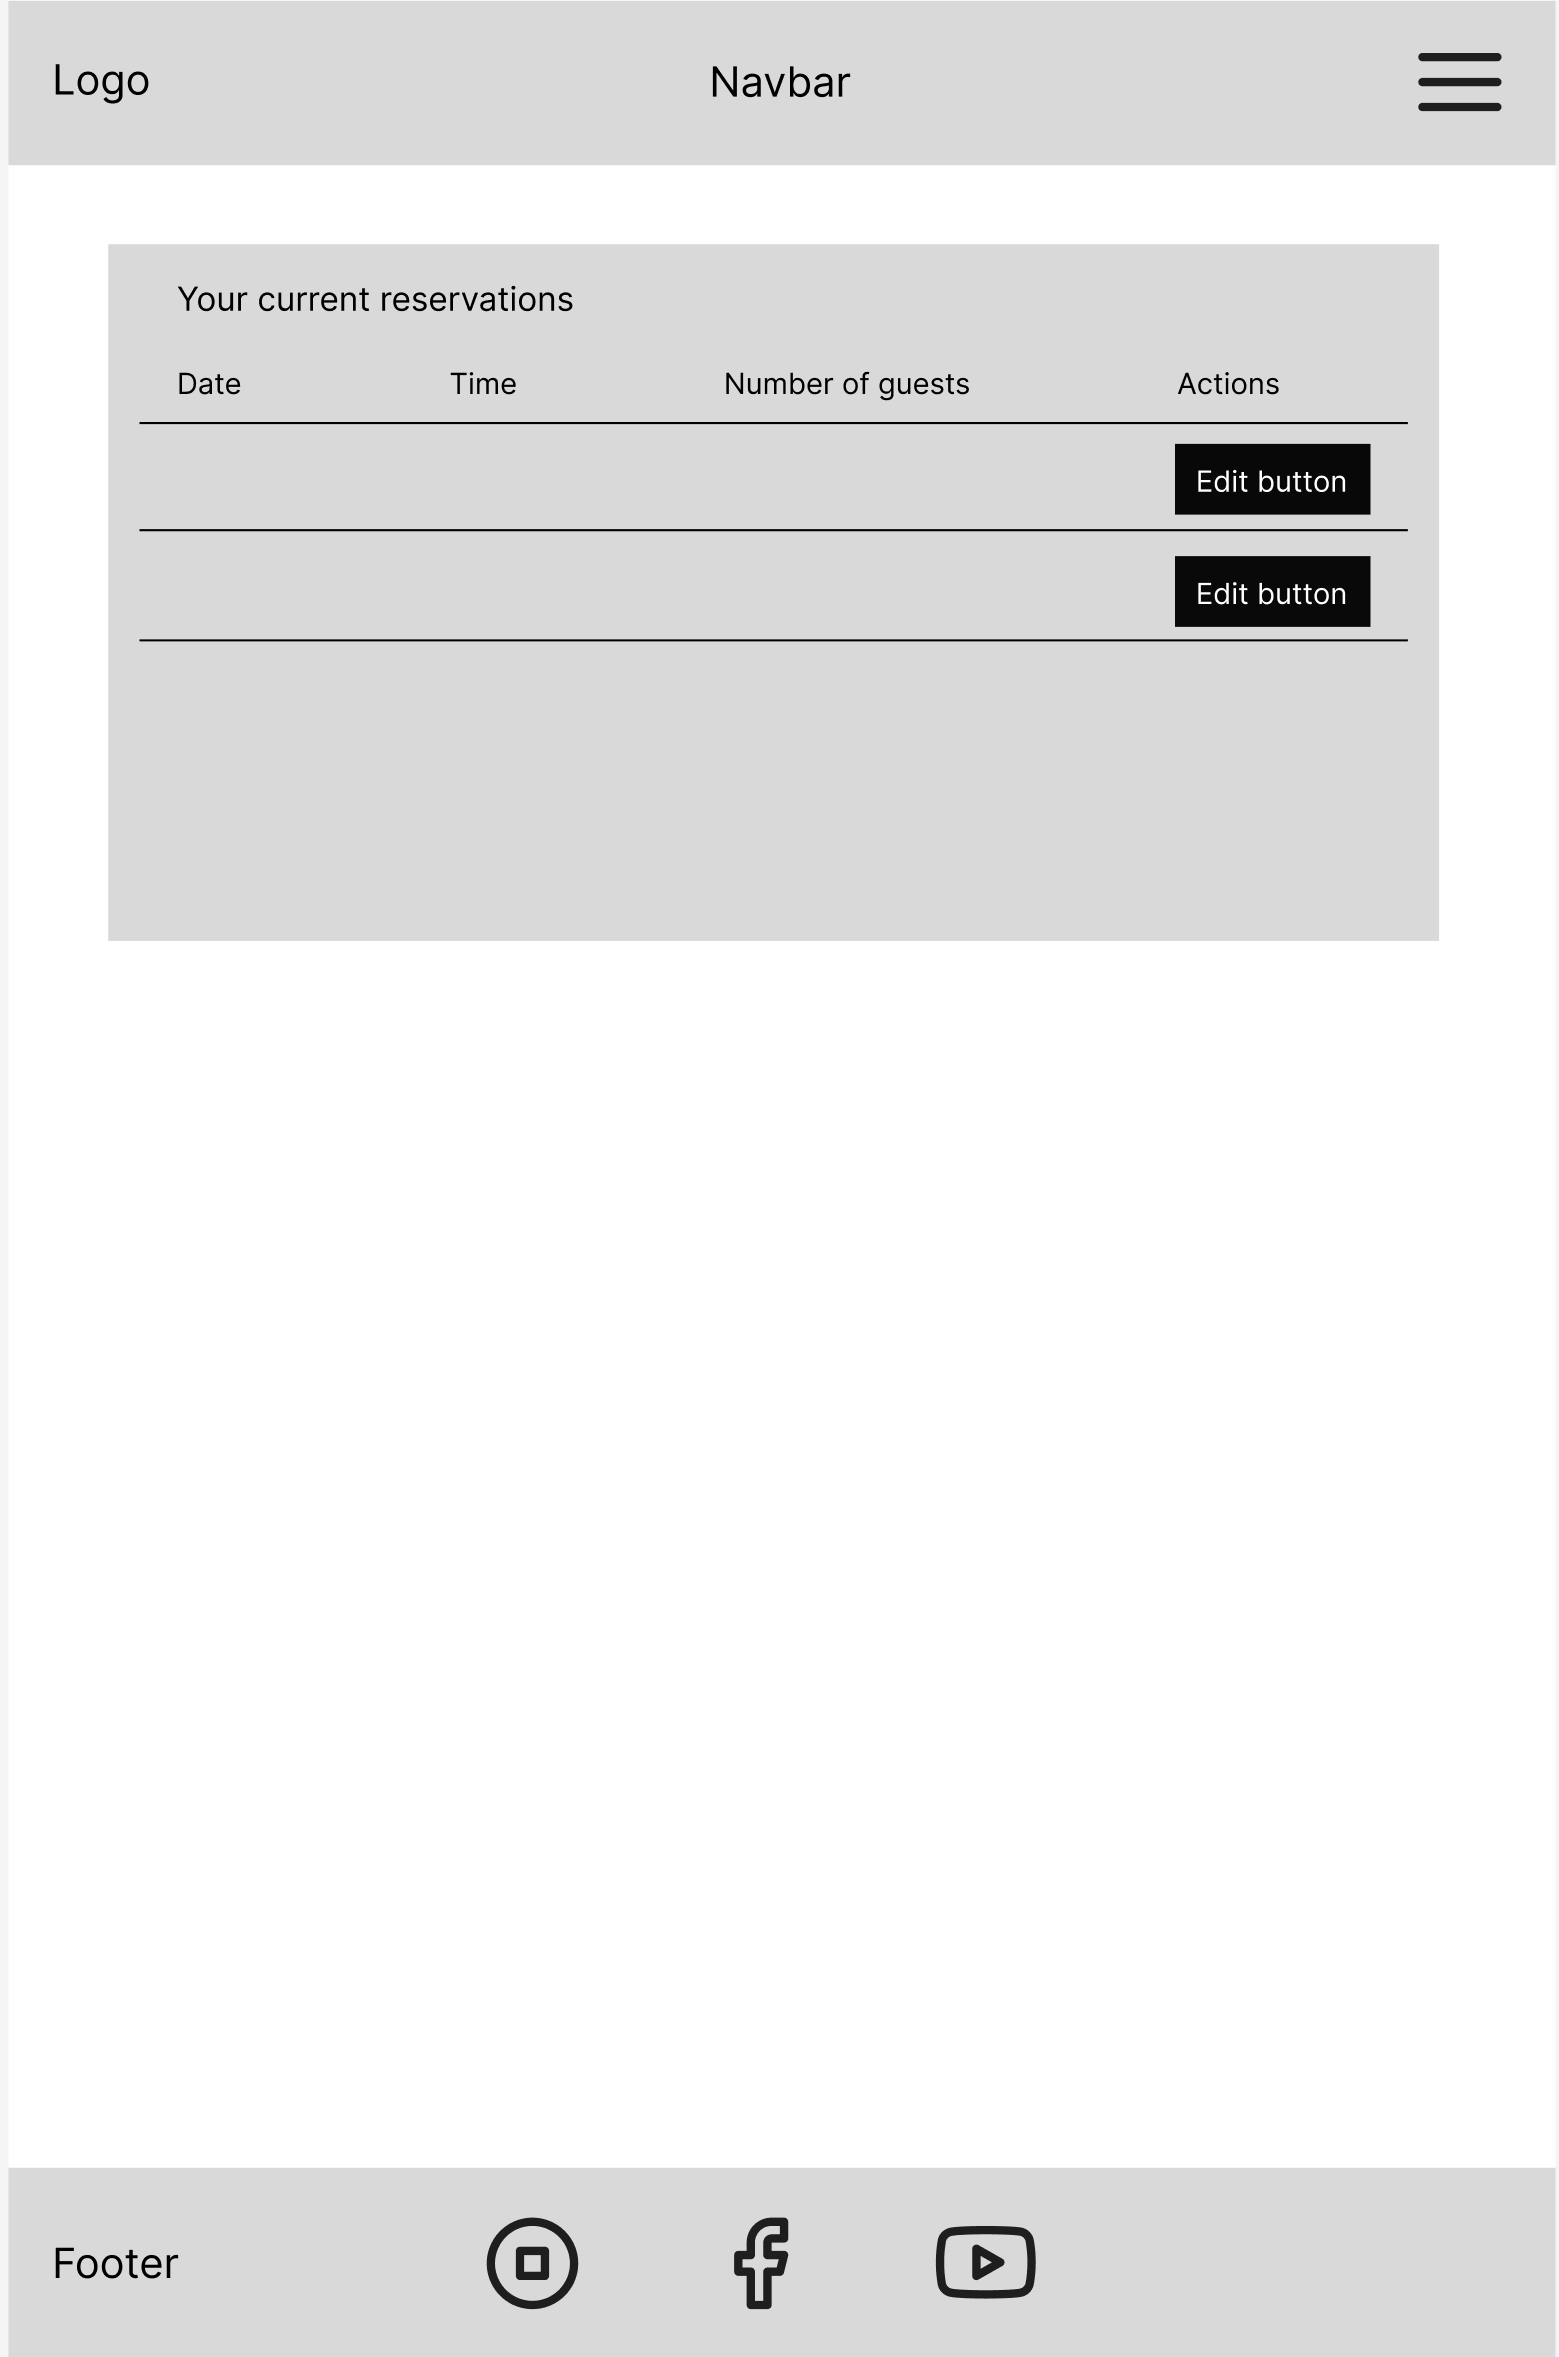 Logo
Navbar
Your current reservations
Date Time Number of guests Actions
Edit button
Edit button
Footer